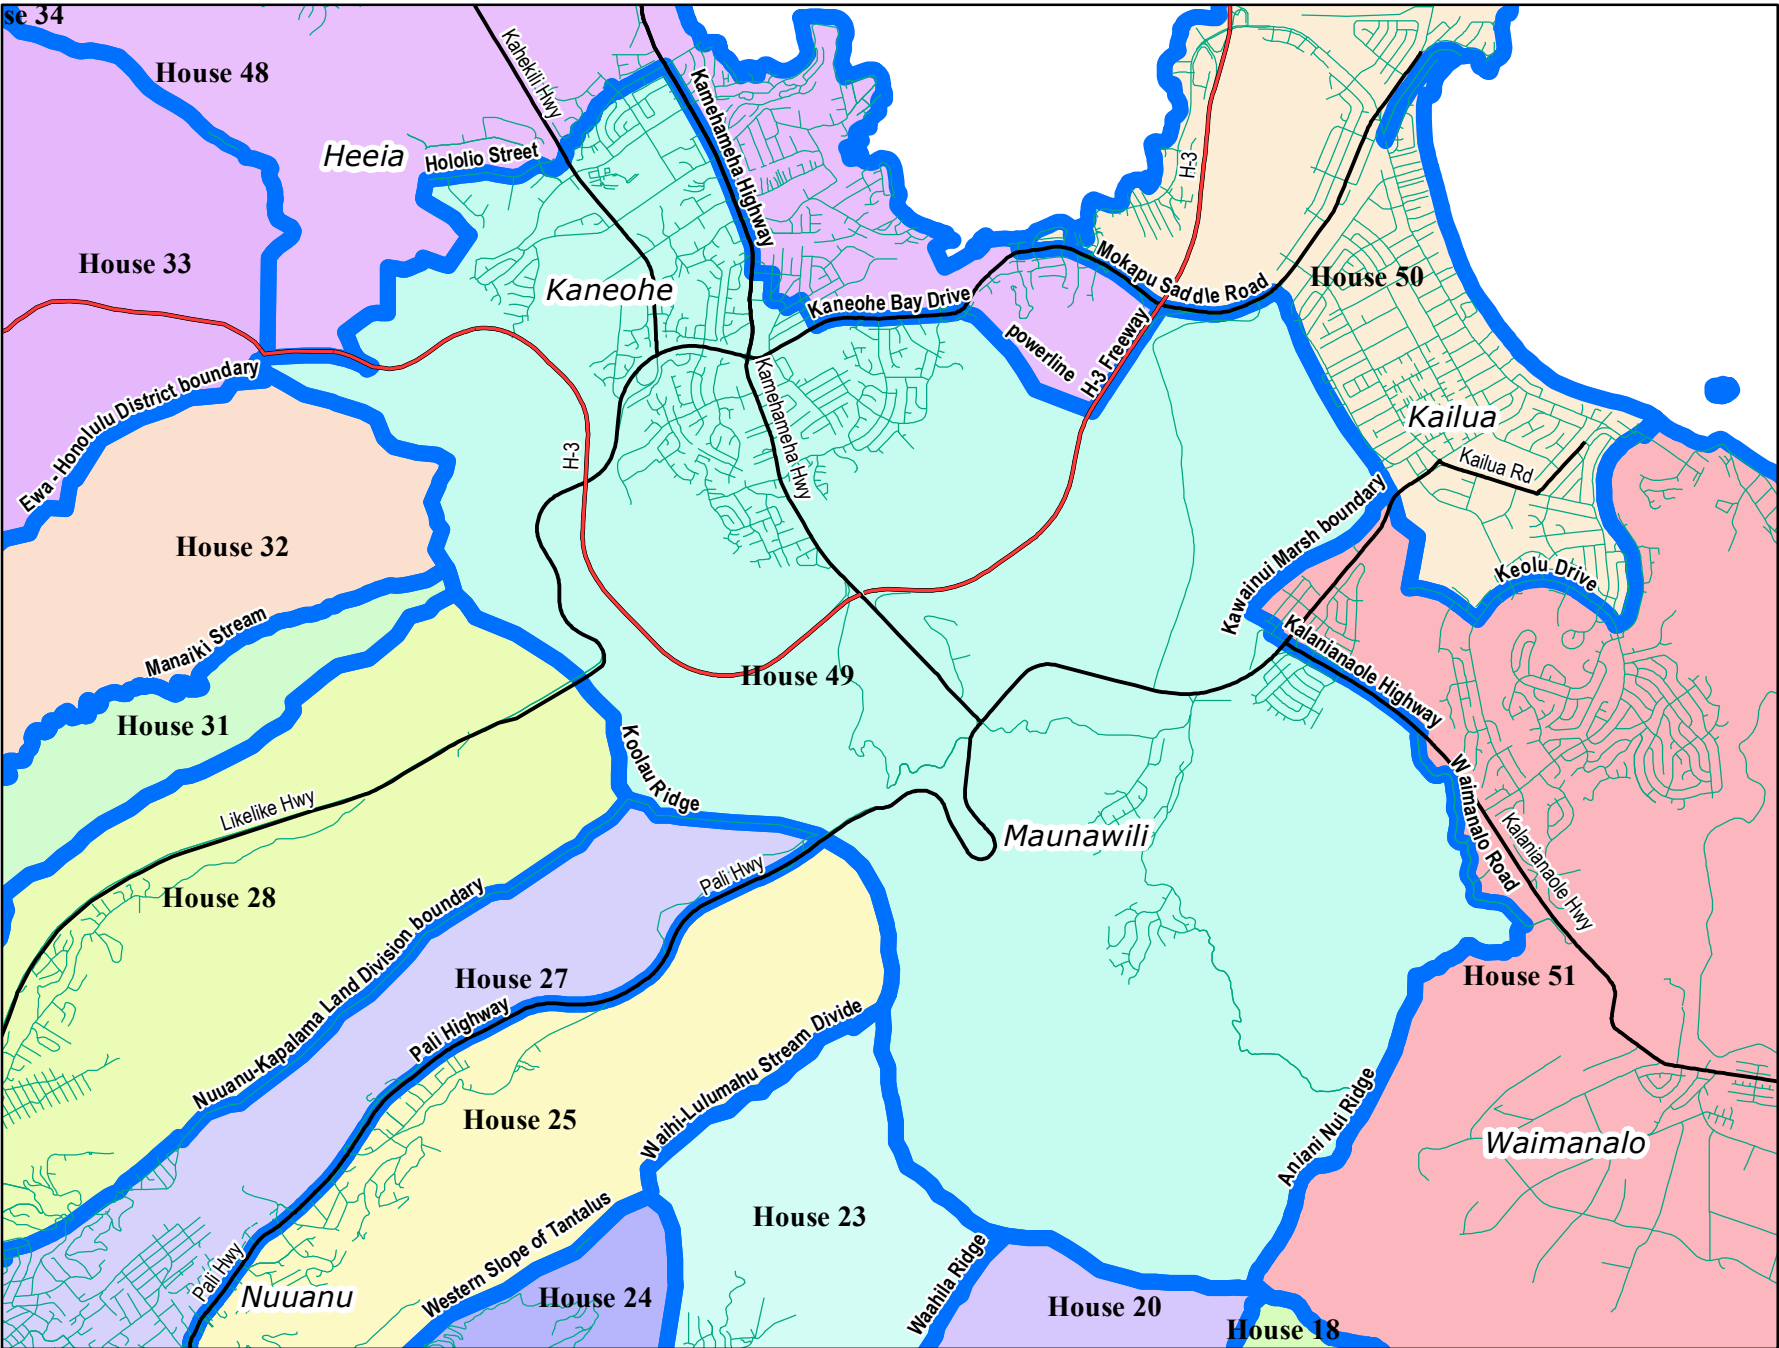 se 34
House 48
Kahekili Hwy
Kamehameha Highway
Heeia
Hololio Street
H-3
House 33
Kaneohe
Mokapu Saddle Road
House 50
Kaneohe Bay Drive
powerline
H-3 Freeway
Ewa - Honolulu District boundary
Kamehameha Hwy
Kailua
Kailua Rd
H-3
Kawainui Marsh boundary
House 32
Keolu Drive
Manaiki Stream
Kalanianaole Highway
House 49
House 31
Koolau Ridge
Waimanalo Road
Likelike Hwy
Kalanianaole Hwy
Maunawili
Pali Hwy
House 28
Nuuanu-Kapalama Land Division boundary
House 27
House 51
Pali Highway
Waihi-Lulumahu Stream Divide
House 25
Aniani Nui Ridge
Waimanalo
Western Slope of Tantalus
House 23
Pali Hwy
Waahila Ridge
Nuuanu
House 24
House 20
House 18